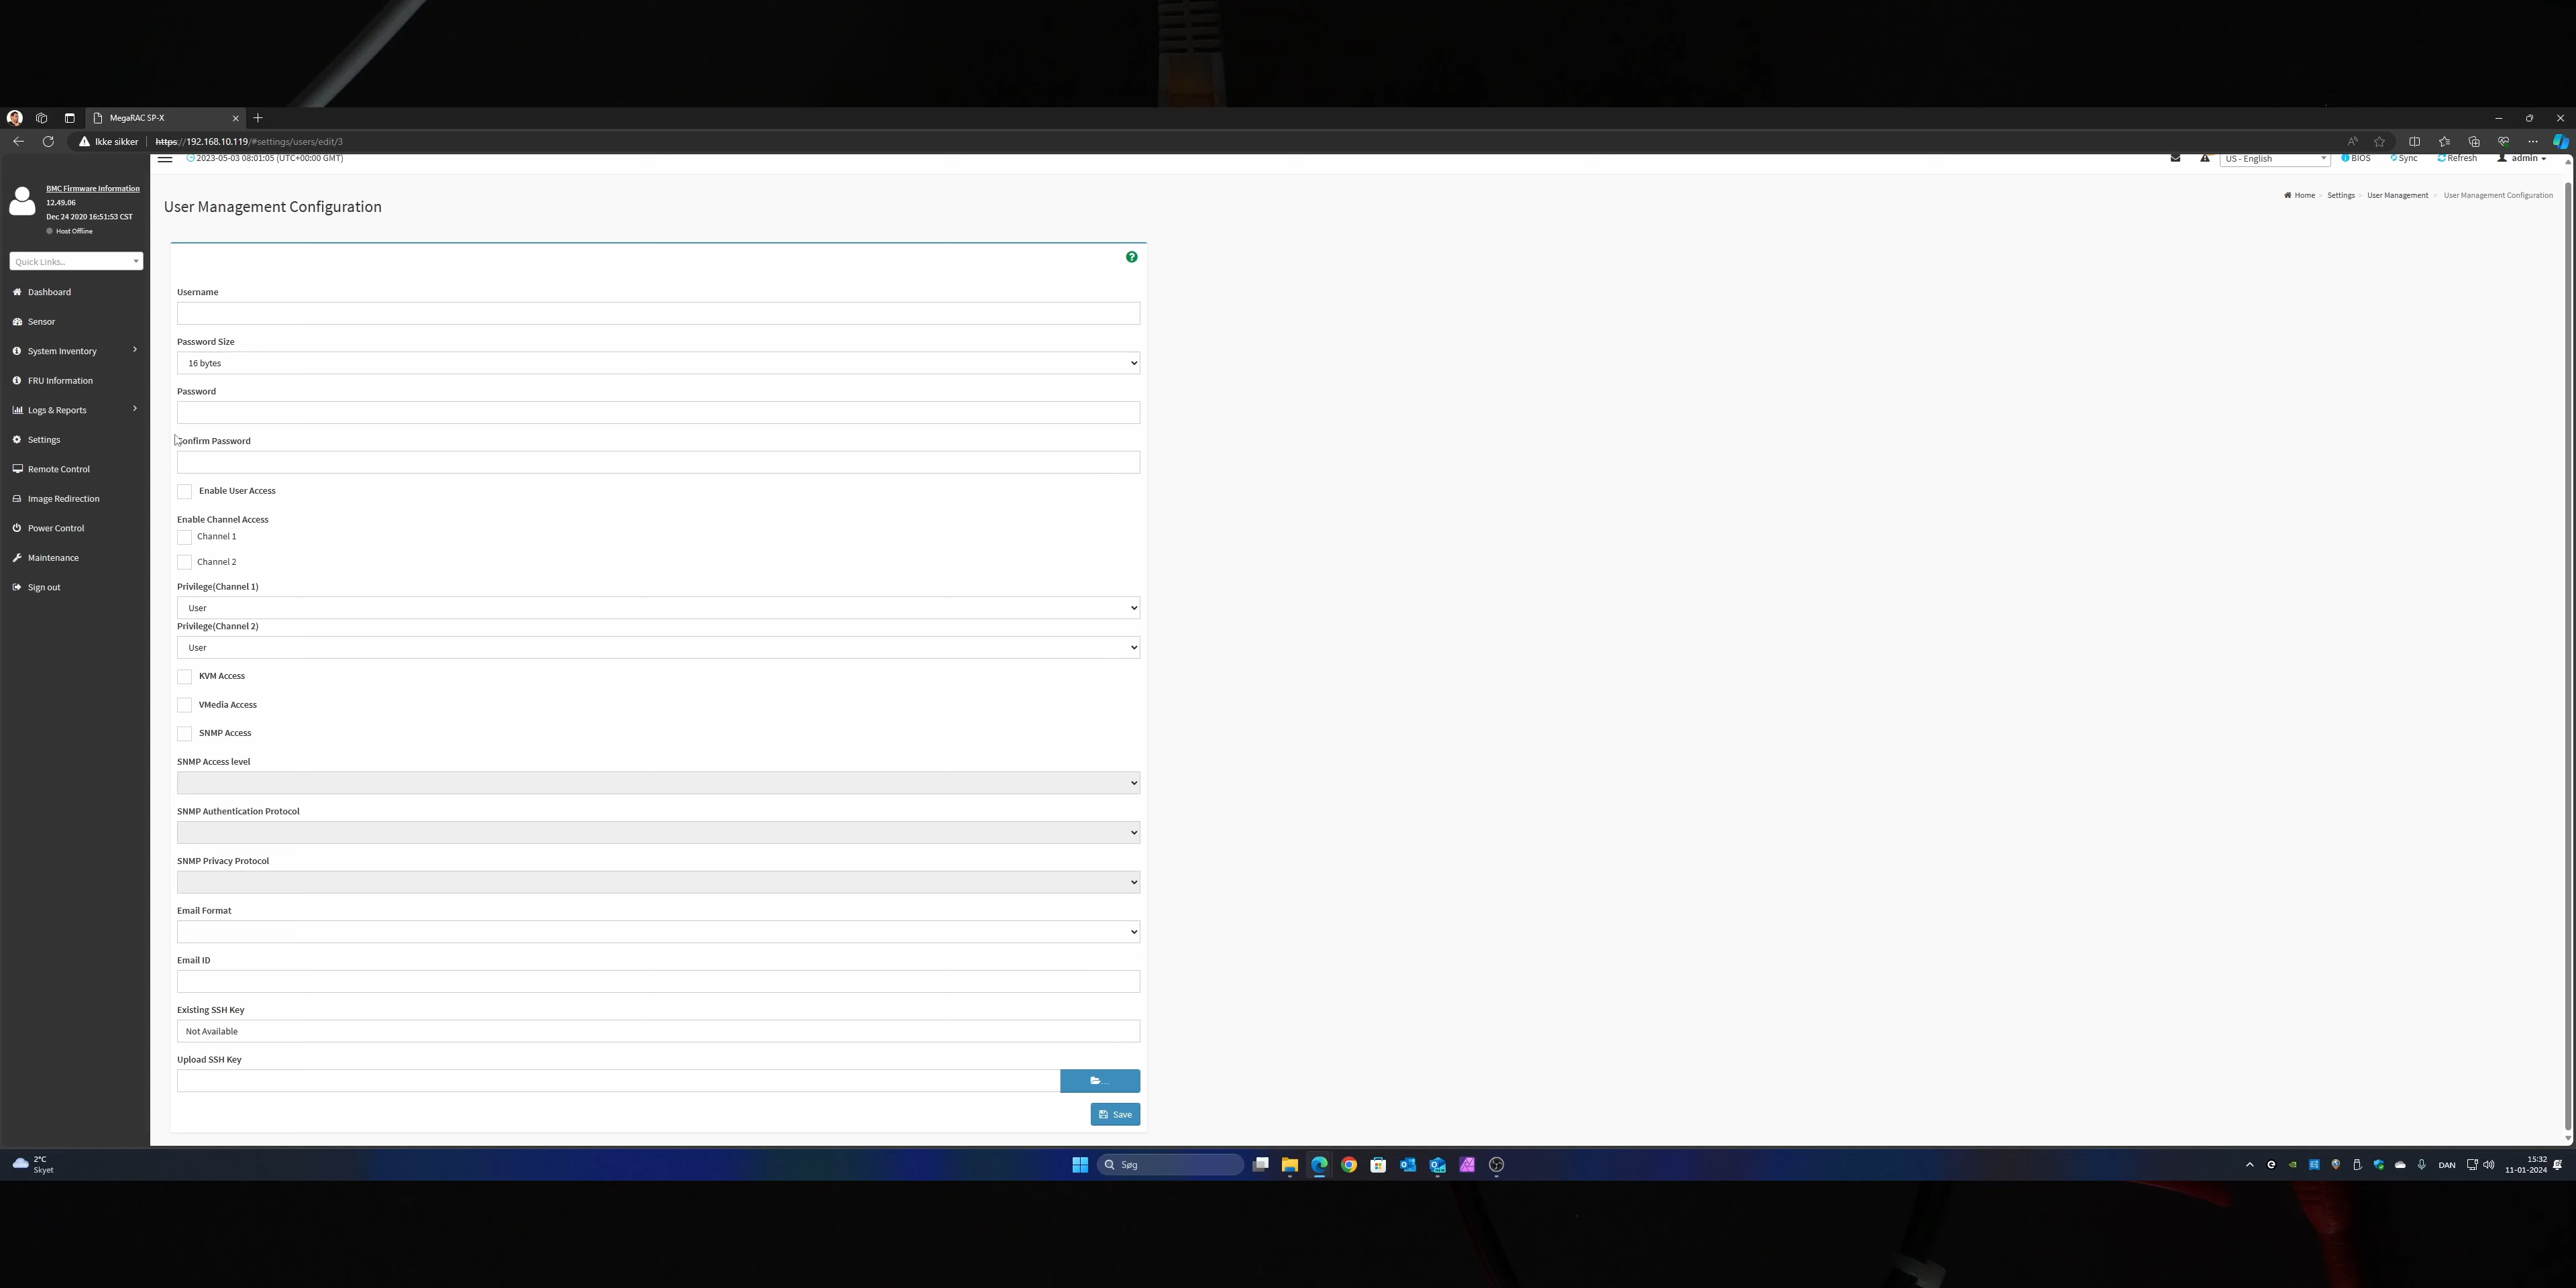 MegaRAC SP-X
Ikke sikker
https://192.168.10.119/#settings/users/edit/3
2023-05-03 08:01:05 (UTC+00:00 GMT)
US - English
BIOS
Sync
Refresh
admin
BMC Firmware Information
12.49.06
Dec 24 2020 16:51:53 CST
Host Offline
Quick Links..
Dashboard
Sensor
System Inventory
FRU Information
Logs & Reports
Settings
Remote Control
Image Redirection
Power Control
Maintenance
Sign out
User Management Configuration
Home > Settings > User Management > User Management Configuration
Username
Password Size
16 bytes
Password
Confirm Password
Enable User Access
Enable Channel Access
Channel 1
Channel 2
Privilege(Channel 1)
User
Privilege(Channel 2)
User
KVM Access
VMedia Access
SNMP Access
SNMP Access level
SNMP Authentication Protocol
SNMP Privacy Protocol
Email Format
Email ID
Existing SSH Key
Not Available
Upload SSH Key
...
Save
2°C
Skyet
Søg
DAN
15:32
11-01-2024